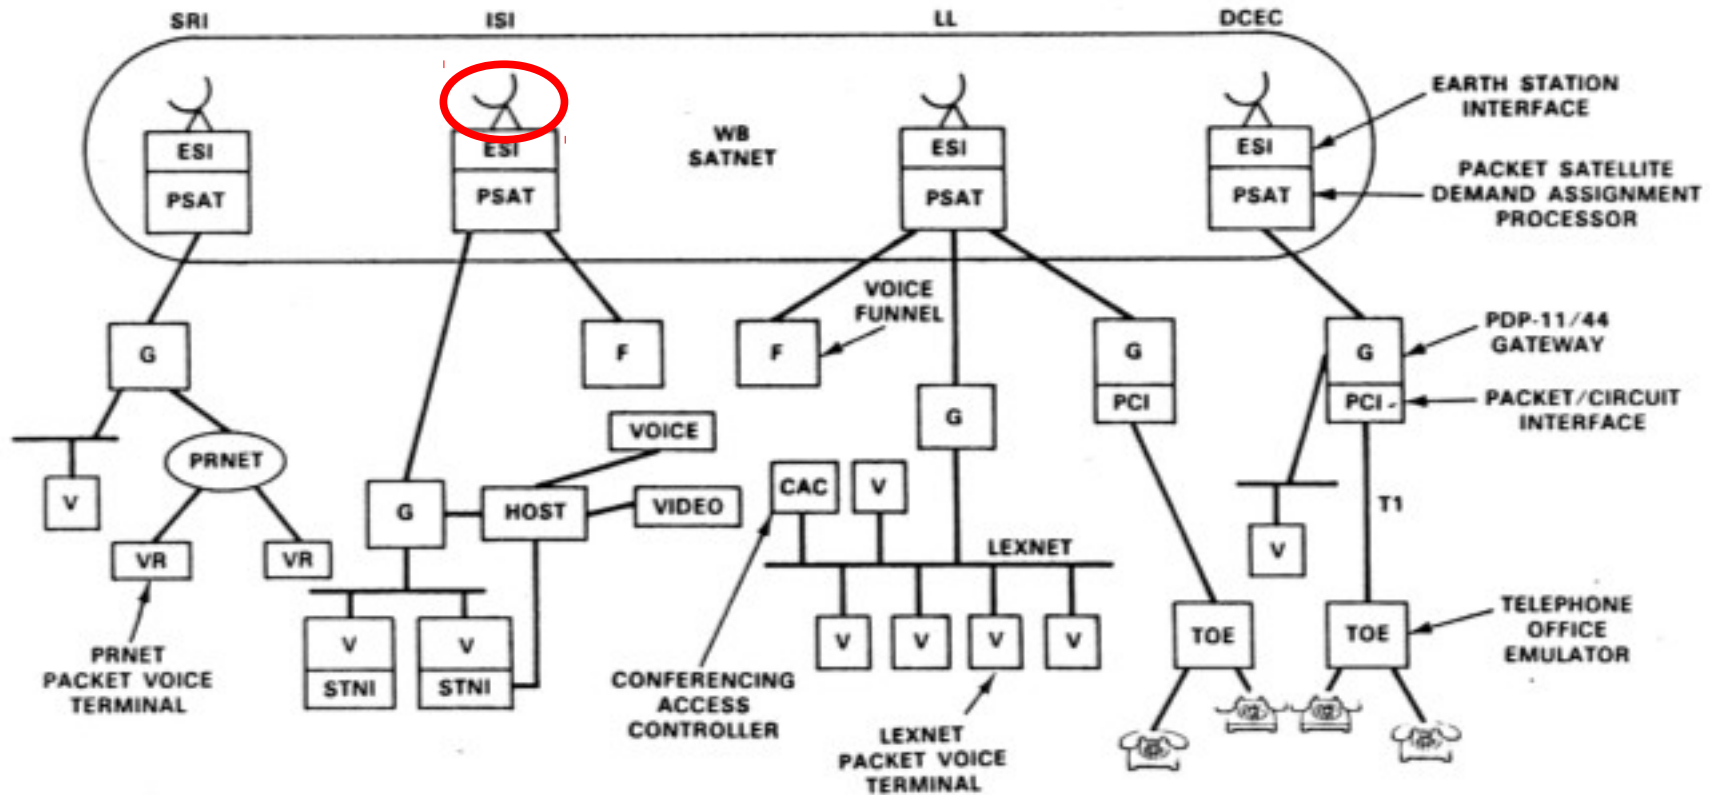 SRI
ISI
LL
DCEC
ESI
PSAT
ESI
PSAT
WB
SATNET
ESI
PSAT
ESI
PSAT
EARTH STATION
INTERFACE
PACKET SATELLITE
DEMAND ASSIGNMENT
PROCESSOR
G
F
VOICE
FUNNEL
F
G
G
PCI
G
PCI
PDP-11/44
GATEWAY
PACKET/CIRCUIT
INTERFACE
V
PRNET
VR
VR
PRNET
PACKET VOICE
TERMINAL
G
HOST
VOICE
VIDEO
V
STNI
V
STNI
CAC
V
LEXNET
V
V
V
V
CONFERENCING
ACCESS
CONTROLLER
LEXNET
PACKET VOICE
TERMINAL
V
T1
TOE
TOE
TELEPHONE
OFFICE
EMULATOR